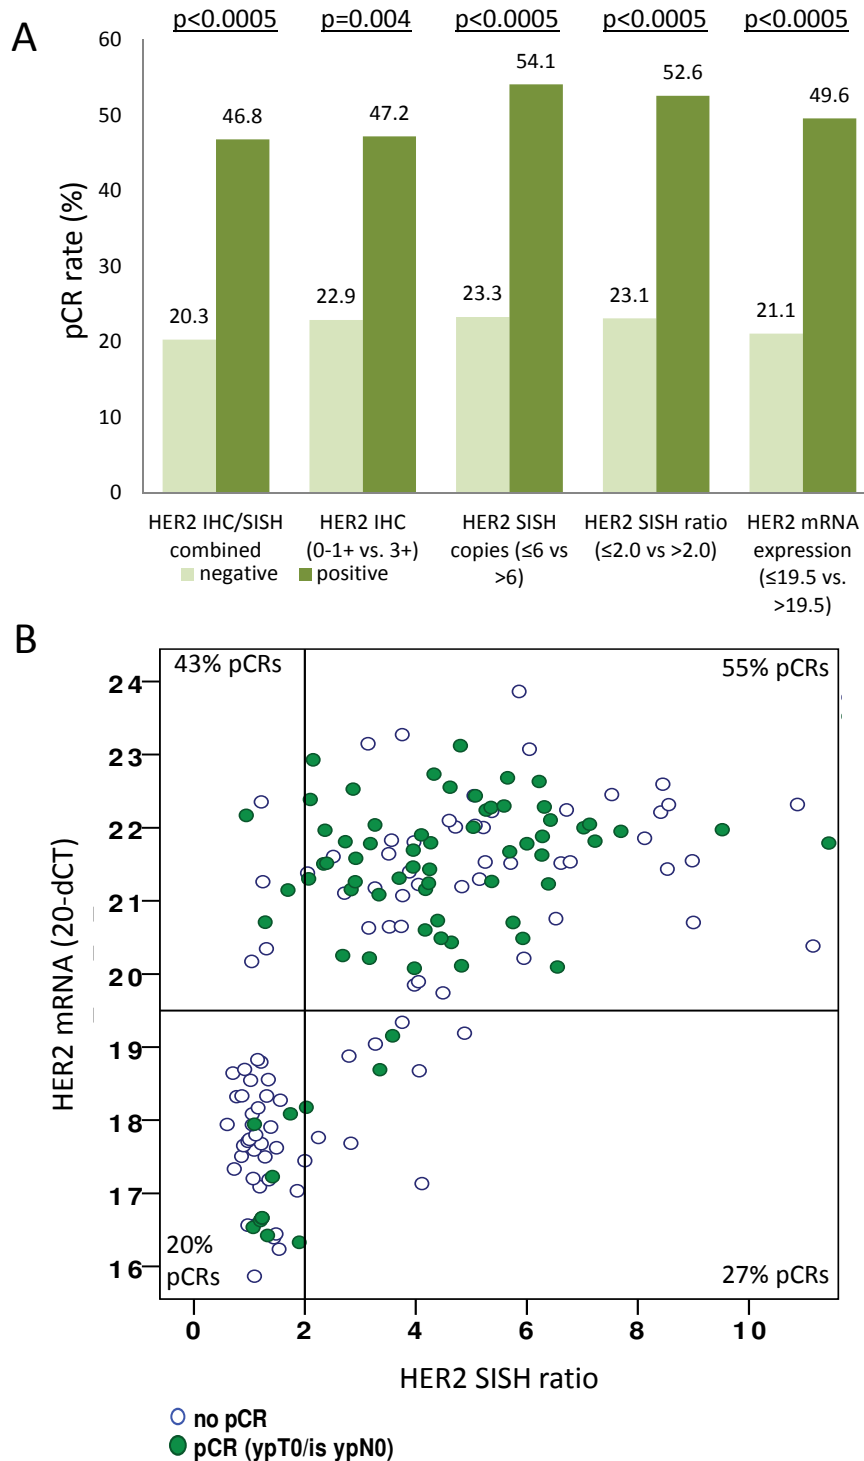 p<0.0005 p=0.004 p<0.0005 p<0.0005 p<0.0005
A
60
50
40
30
20
10
0
pCR rate (%)
20.3 46.8 22.9 47.2 23.3 54.1 23.1 52.6 21.1 49.6
HER2 IHC/SISH combined
HER2 IHC (0-1+ vs. 3+)
HER2 SISH copies (≤6 vs >6)
HER2 SISH ratio (≤2.0 vs >2.0)
HER2 mRNA expression (≤19.5 vs. >19.5)
negative positive
B
43% pCRs 55% pCRs
24
23
22
21
20
19
18
17
16
HER2 mRNA (20-dCT)
20% pCRs
27% pCRs
0 2 4 6 8 10
HER2 SISH ratio
no pCR
pCR (ypT0/is ypN0)